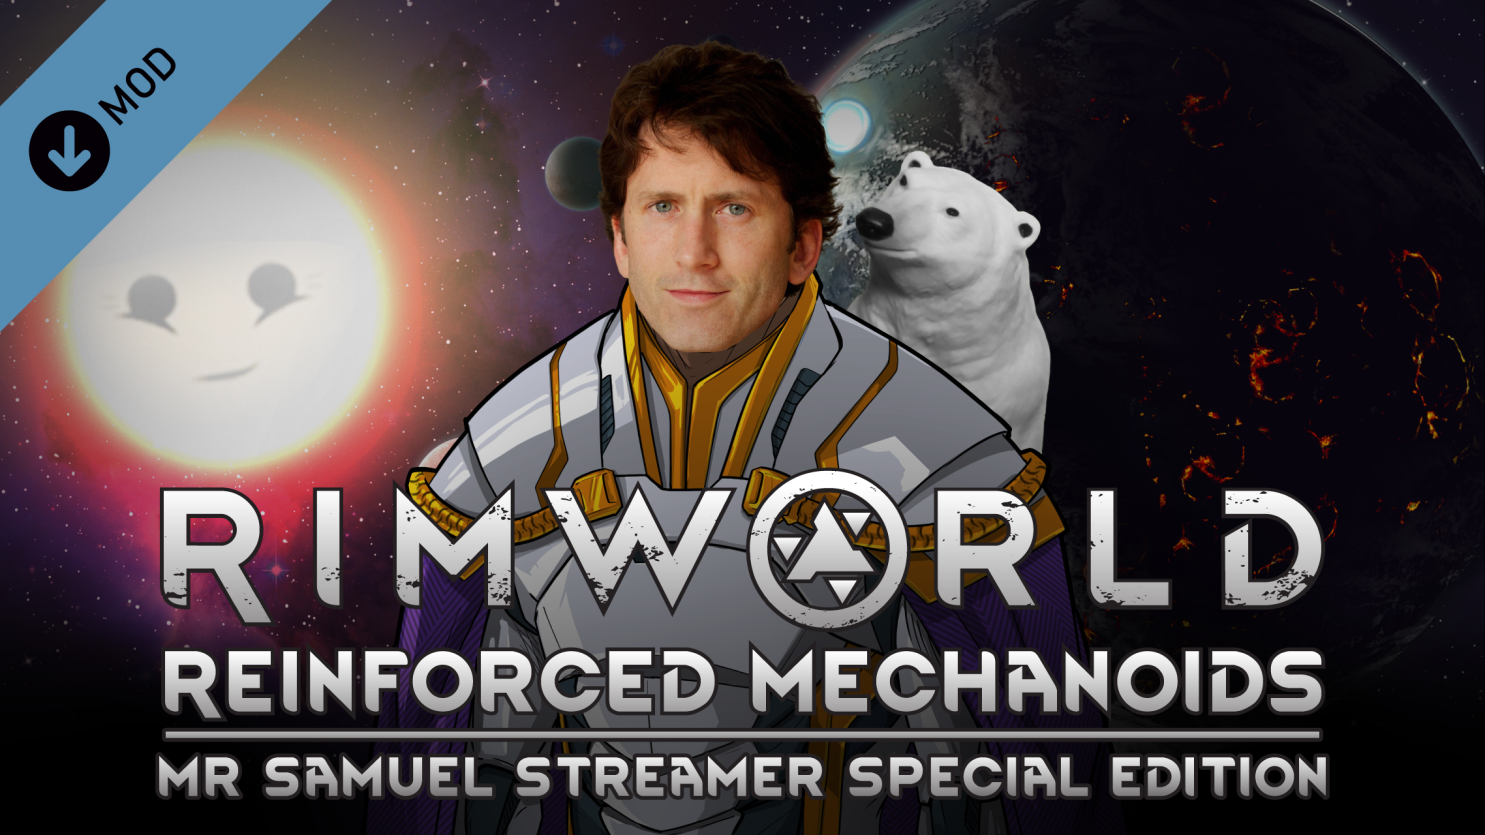 MOD
RIMWORLD
REINFORCED MECHANOIDS
MR SAMUEL STREAMER SPECIAL EDITION